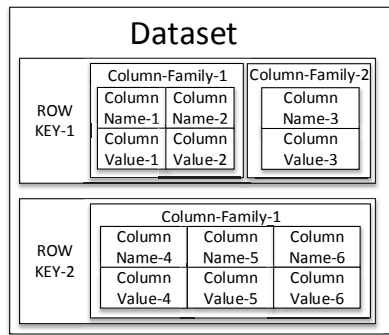 Dataset
Column-Family-1 Column-Family-2
ROW KEY-1
Column Name-1 Column Name-2 Column Name-3
Column Value-1 Column Value-2 Column Value-3
Column-Family-1
ROW KEY-2
Column Name-4 Column Name-5 Column Name-6
Column Value-4 Column Value-5 Column Value-6